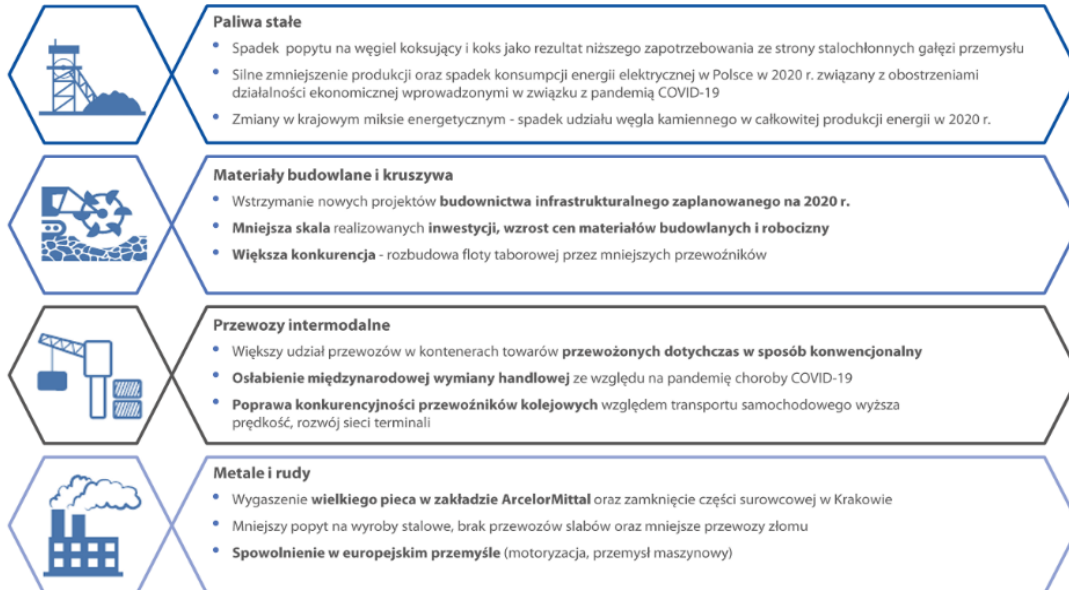 Paliwa stałe
• Spadek popytu na węgiel koksujący i koks jako rezultat niższego zapotrzebowania ze strony stalochłonnych gałęzi przemysłu
• Silne zmniejszenie produkcji oraz spadek konsumpcji energii elektrycznej w Polsce w 2020 r. związany z obostrzeniami
działalności ekonomicznej wprowadzonymi w związku z pandemią COVID-19
• Zmiany w krajowym miksie energetycznym - spadek udziału węgla kamiennego w całkowitej produkcji energii w 2020 r.
Materiały budowlane i kruszywa
• Wstrzymanie nowych projektów budownictwa infrastrukturalnego zaplanowanego na 2020 r.
• Mniejsza skala realizowanych inwestycji, wzrost cen materiałów budowlanych i robocizny
• Większa konkurencja - rozbudowa floty taborowej przez mniejszych przewoźników
Przewozy intermodalne
• Większy udział przewozów w kontenerach towarów przewożonych dotychczas w sposób konwencjonalny
• Osłabienie międzynarodowej wymiany handlowej ze względu na pandemię choroby COVID-19
• Poprawa konkurencyjności przewoźników kolejowych względem transportu samochodowego wyższa
prędkość, rozwój sieci terminali
Metale i rudy
• Wygaszenie wielkiego pieca w zakładzie ArcelorMittal oraz zamknięcie części surowcowej w Krakowie
• Mniejszy popyt na wyroby stalowe, brak przewozów slabów oraz mniejsze przewozy złomu
• Spowolnienie w europejskim przemyśle (motoryzacja, przemysł maszynowy)